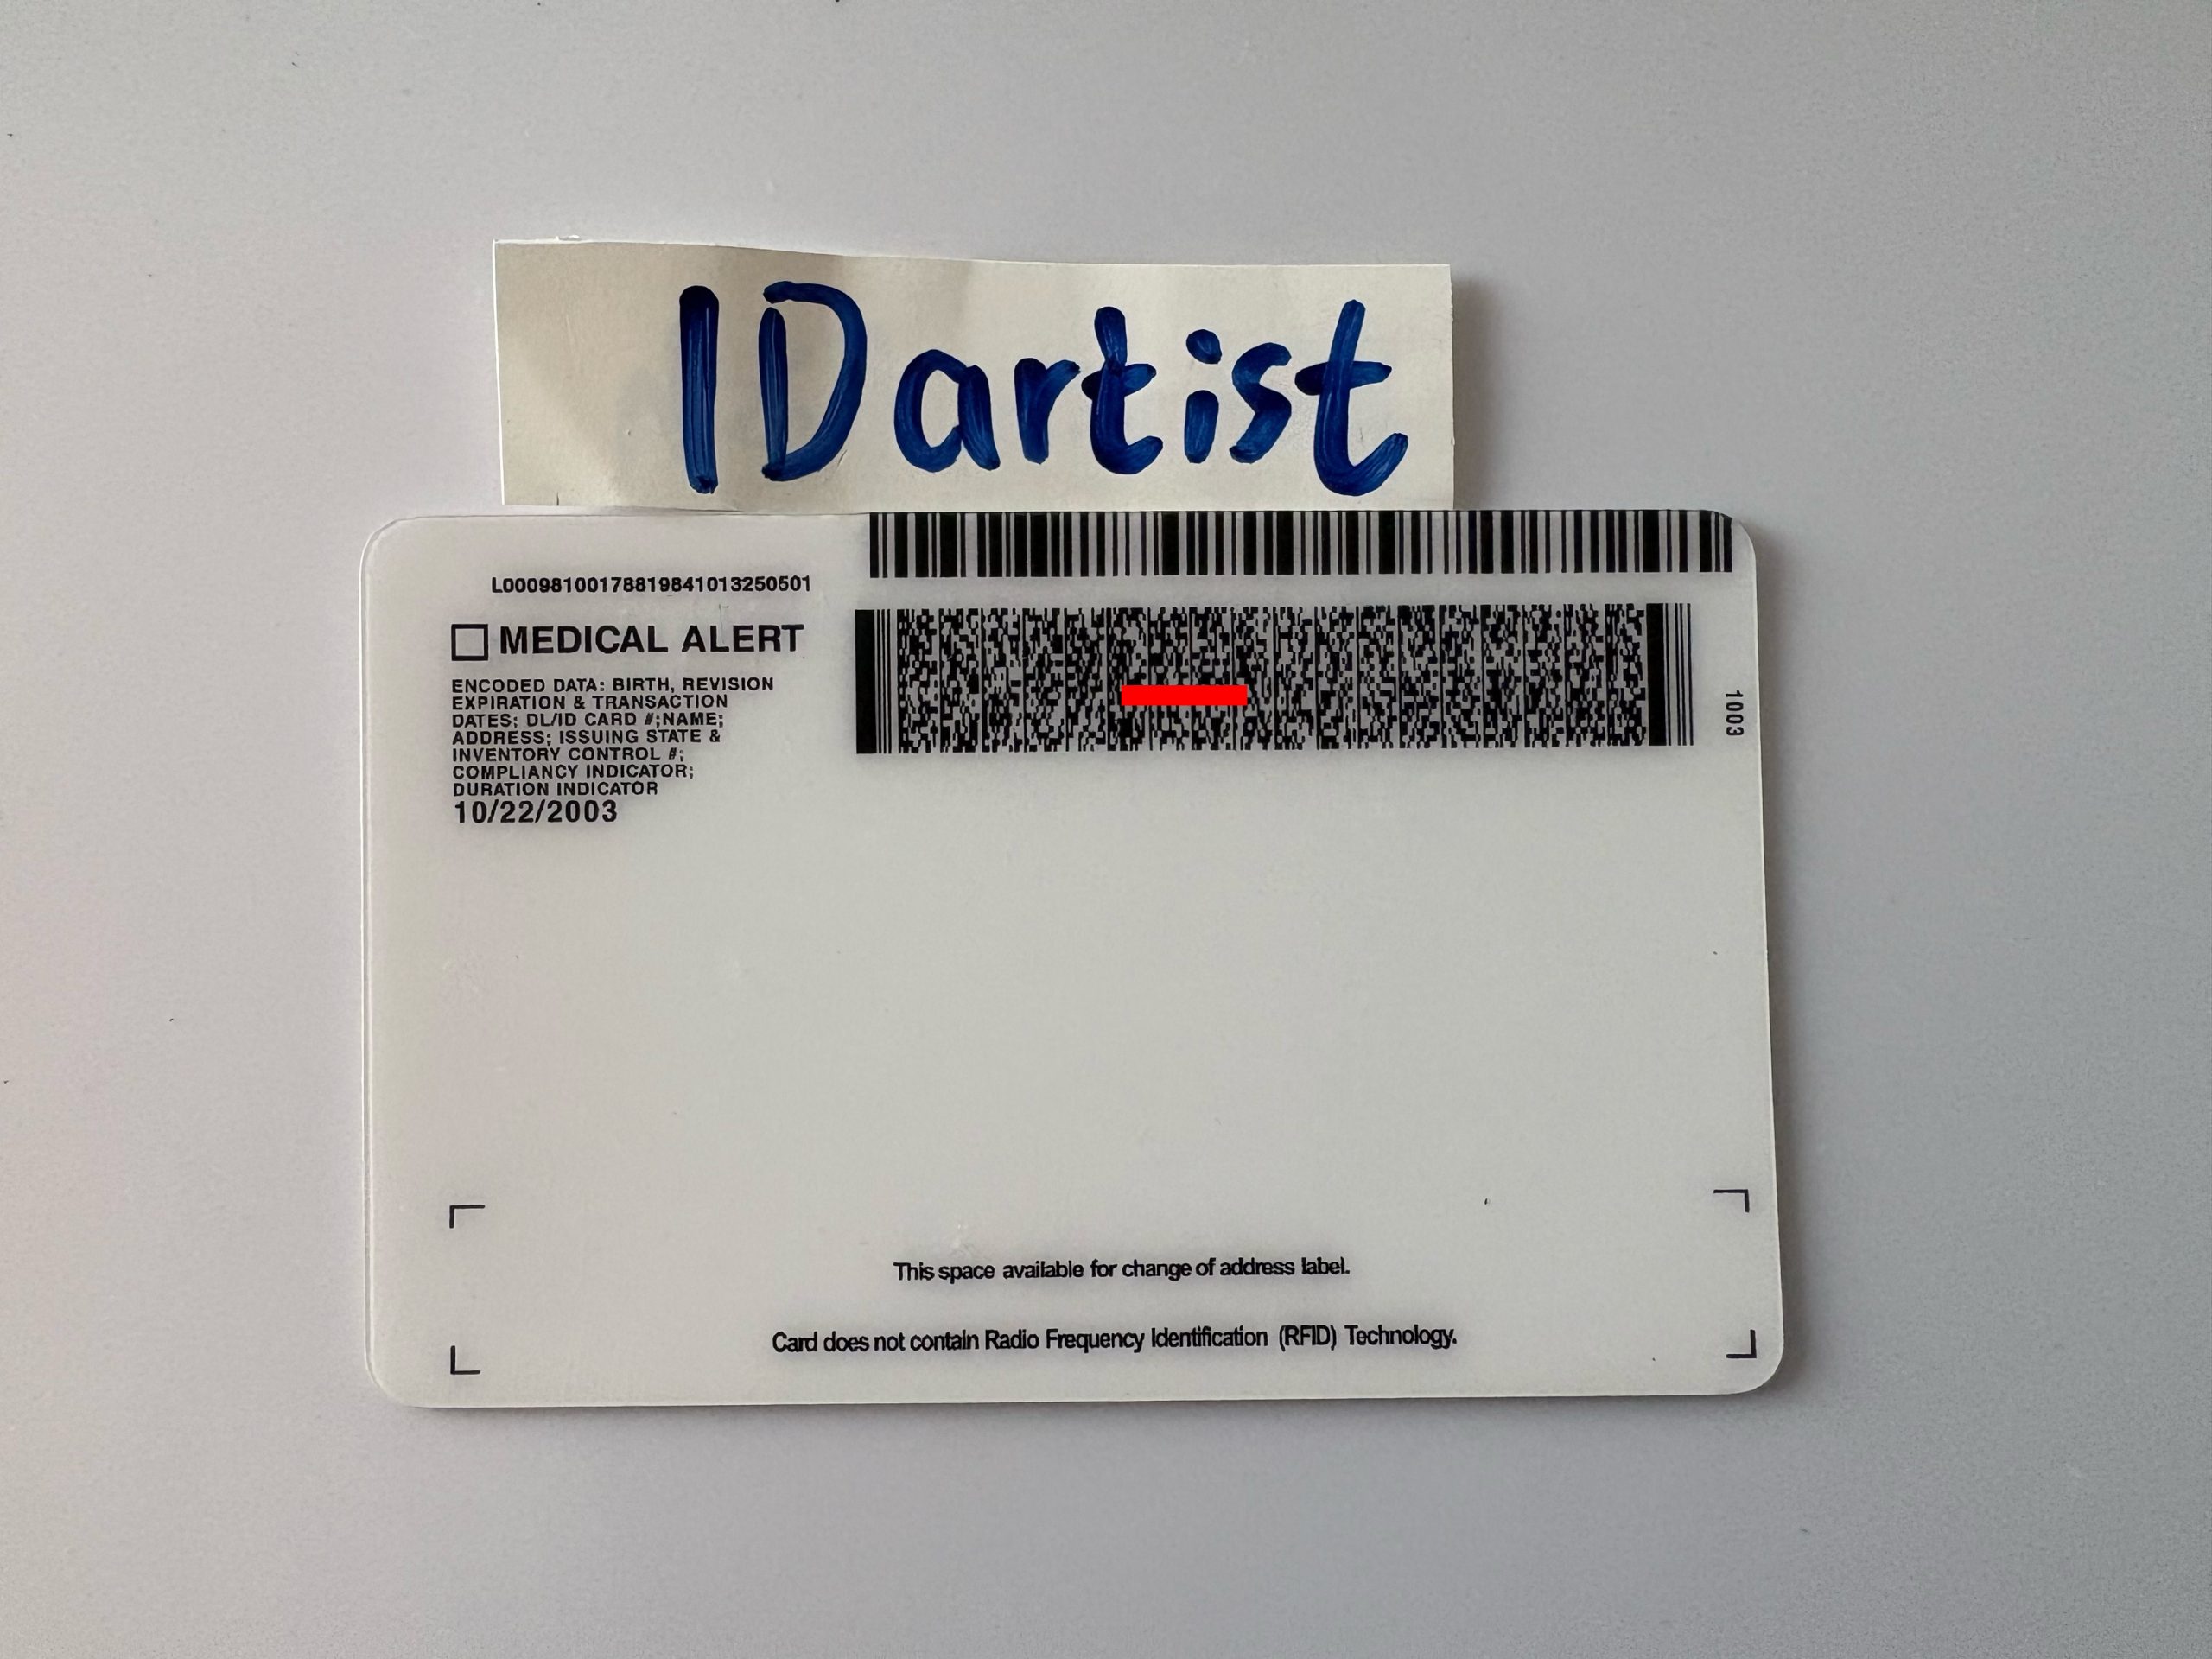 IDartist
L00098100178819841013250501
MEDICAL ALERT
ENCODED DATA: BIRTH, REVISION
EXPIRATION & TRANSACTION
DATES; DL/ID CARD #;NAME;
ADDRESS; ISSUING STATE &
INVENTORY CONTROL #;
COMPLIANCY INDICATOR;
DURATION INDICATOR
10/22/2003
1003
This space available for change of address label.
Card does not contain Radio Frequency Identification (RFID) Technology.